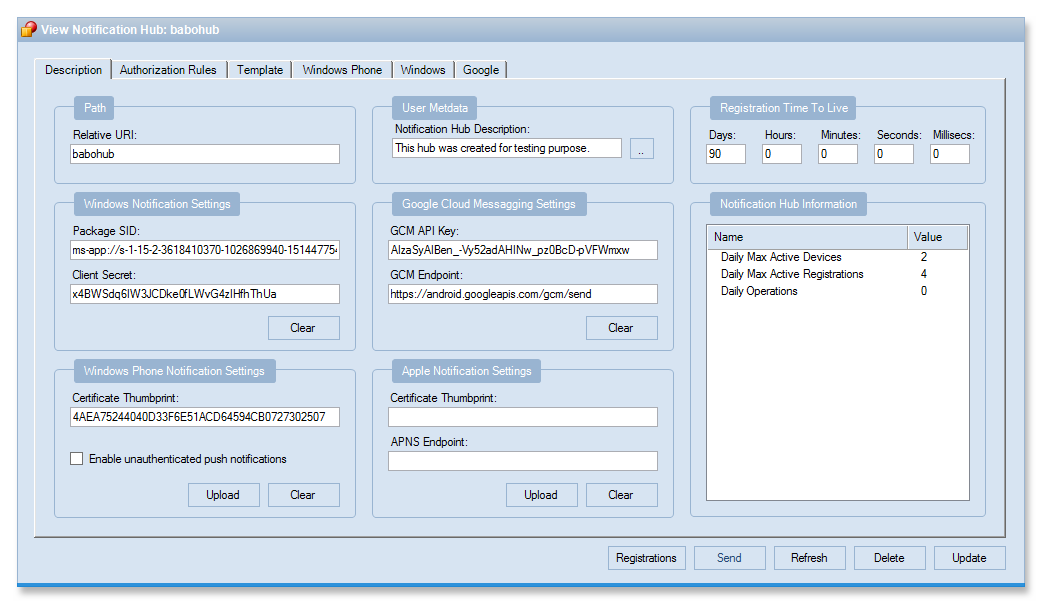 View Notification Hub: babohub
Description
Authorization Rules
Template
Windows Phone
Windows
Google
Path
Relative URI:
babohub
User Metdata
Notification Hub Description:
This hub was created for testing purpose.
..
Registration Time To Live
Days: Hours: Minutes: Seconds: Millisecs:
90 0 0 0 0
Windows Notification Settings
Package SID:
ms-app://s-1-15-2-3618410370-1026869940-15144775
Client Secret:
x4BWSdq6IW3JCDke0fLWvG4zIHfhThUa
Clear
Google Cloud Messagging Settings
GCM API Key:
AIzaSyAIBen_-Vy52adAHINw_pz0BcD-pVFWmxw
GCM Endpoint:
https://android.googleapis.com/gcm/send
Clear
Notification Hub Information
Name Value
Daily Max Active Devices 2
Daily Max Active Registrations 4
Daily Operations 0
Windows Phone Notification Settings
Certificate Thumbprint:
4AEA75244040D33F6E51ACD64594CB0727302507
Enable unauthenticated push notifications
Upload
Clear
Apple Notification Settings
Certificate Thumbprint:
APNS Endpoint:
Upload
Clear
Registrations
Send
Refresh
Delete
Update